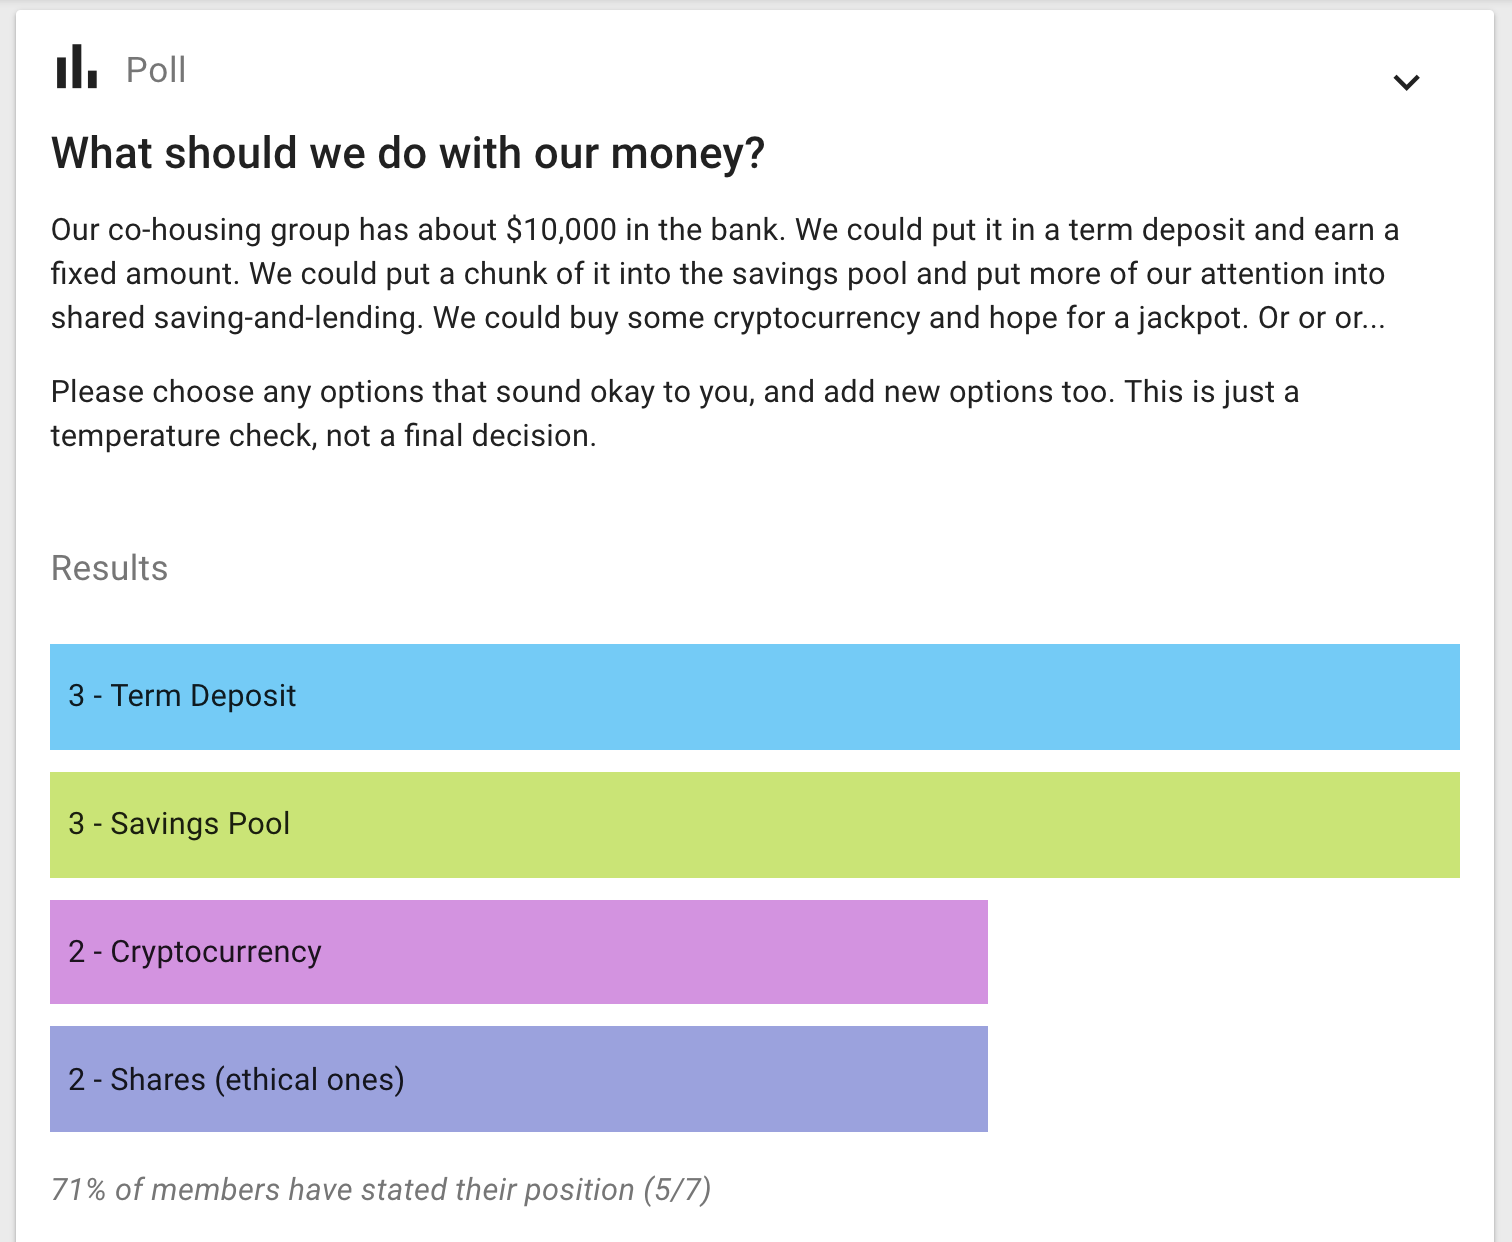 Poll
What should we do with our money?
Our co-housing group has about $10,000 in the bank. We could put it in a term deposit and earn a
fixed amount. We could put a chunk of it into the savings pool and put more of our attention into
shared saving-and-lending. We could buy some cryptocurrency and hope for a jackpot. Or or or...
Please choose any options that sound okay to you, and add new options too. This is just a
temperature check, not a final decision.
Results
3 - Term Deposit
3 - Savings Pool
2 - Cryptocurrency
2 - Shares (ethical ones)
71% of members have stated their position (5/7)